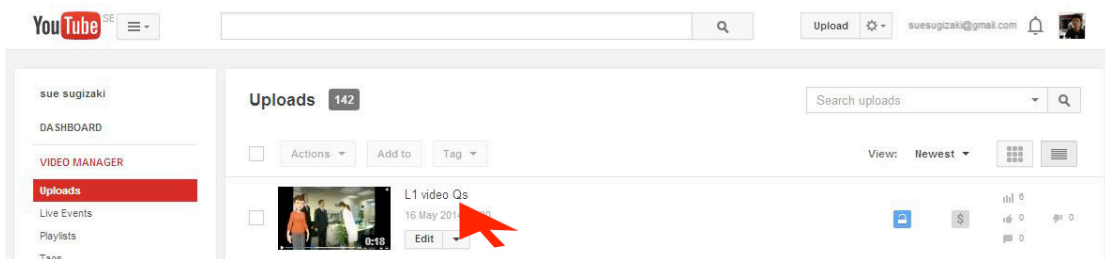 YouTube SE
Upload
suesugizaki@gmail.com
sue sugizaki
DASHBOARD
VIDEO MANAGER
Uploads
Live Events
Playlists
Tags
Uploads 142
Search uploads
Actions Add to Tag
View: Newest
L1 video Qs
16 May 2014
Edit
0:18
$
6
0 0
0